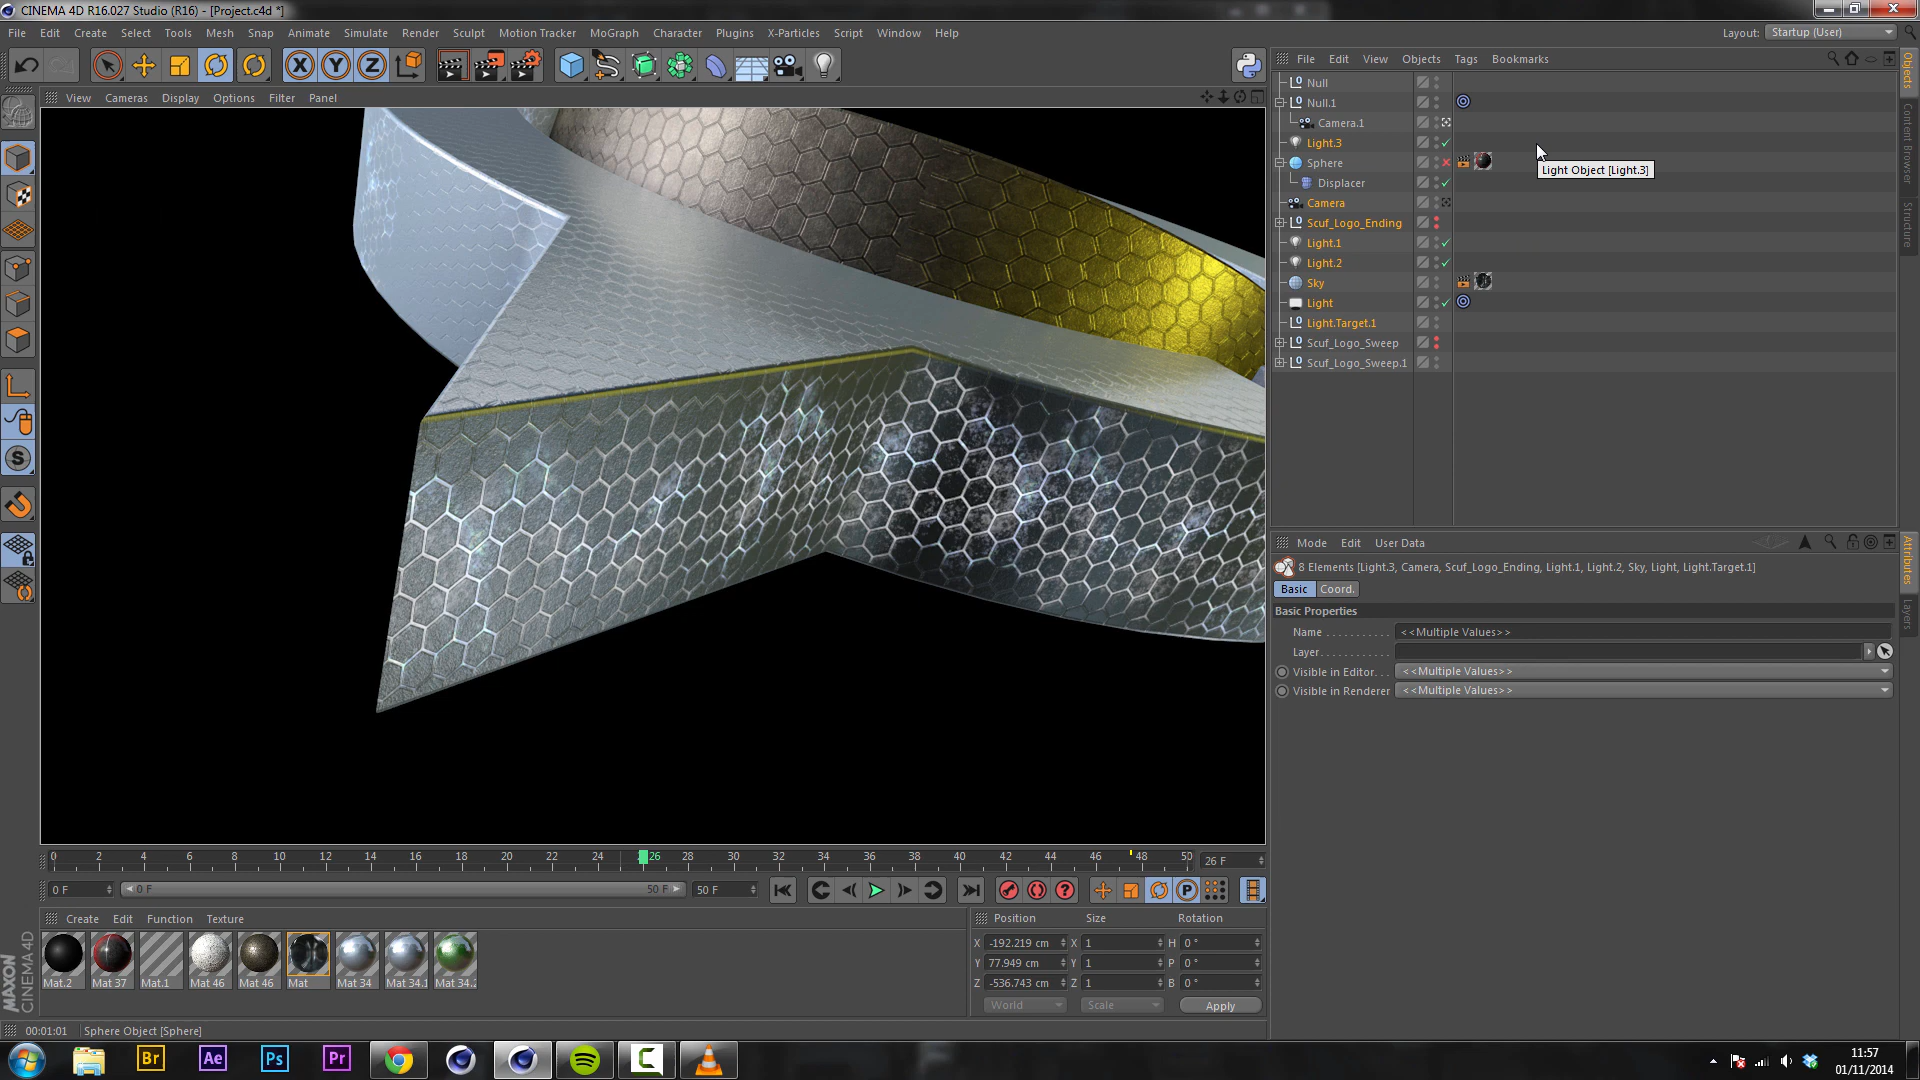 CINEMA 4D R16.027 Studio (R16) - [Project.c4d *]
File Edit Create Select Tools Mesh Snap Animate Simulate Render Sculpt Motion Tracker MoGraph Character Plugins X-Particles Script Window Help
Layout: Startup (User)
File Edit View Objects Tags Bookmarks
View Cameras Display Options Filter Panel
Null
Null.1
Camera.1
Light.3
Sphere
Displacer
Camera
Scuf_Logo_Ending
Light.1
Light.2
Sky
Light
Light.Target.1
Scuf_Logo_Sweep
Scuf_Logo_Sweep.1
Light Object [Light.3]
Objects
Content Browser
Structure
Mode Edit User Data
8 Elements [Light.3, Camera, Scuf_Logo_Ending, Light.1, Light.2, Sky, Light, Light.Target.1]
Basic Coord.
Basic Properties
Name . . . . . . . . . . . <<Multiple Values>>
Layer. . . . . . . . . . . .
Visible in Editor. . . <<Multiple Values>>
Visible in Renderer <<Multiple Values>>
Attributes
Layers
0 2 4 6 8 10 12 14 16 18 20 22 24 26 28 30 32 34 36 38 40 42 44 46 48 50 26 F
0 F 0 F 50 F 50 F
Create Edit Function Texture
Mat.2 Mat 37 Mat.1 Mat 46 Mat 46 Mat Mat 34 Mat 34.1 Mat 34.2
Position Size Rotation
X -192.219 cm X 1 H 0 °
Y 77.949 cm Y 1 P 0 °
Z -536.743 cm Z 1 B 0 °
World Scale Apply
MAXON
CINEMA 4D
00:01:01 Sphere Object [Sphere]
Br Ae Ps Pr
11:57
01/11/2014